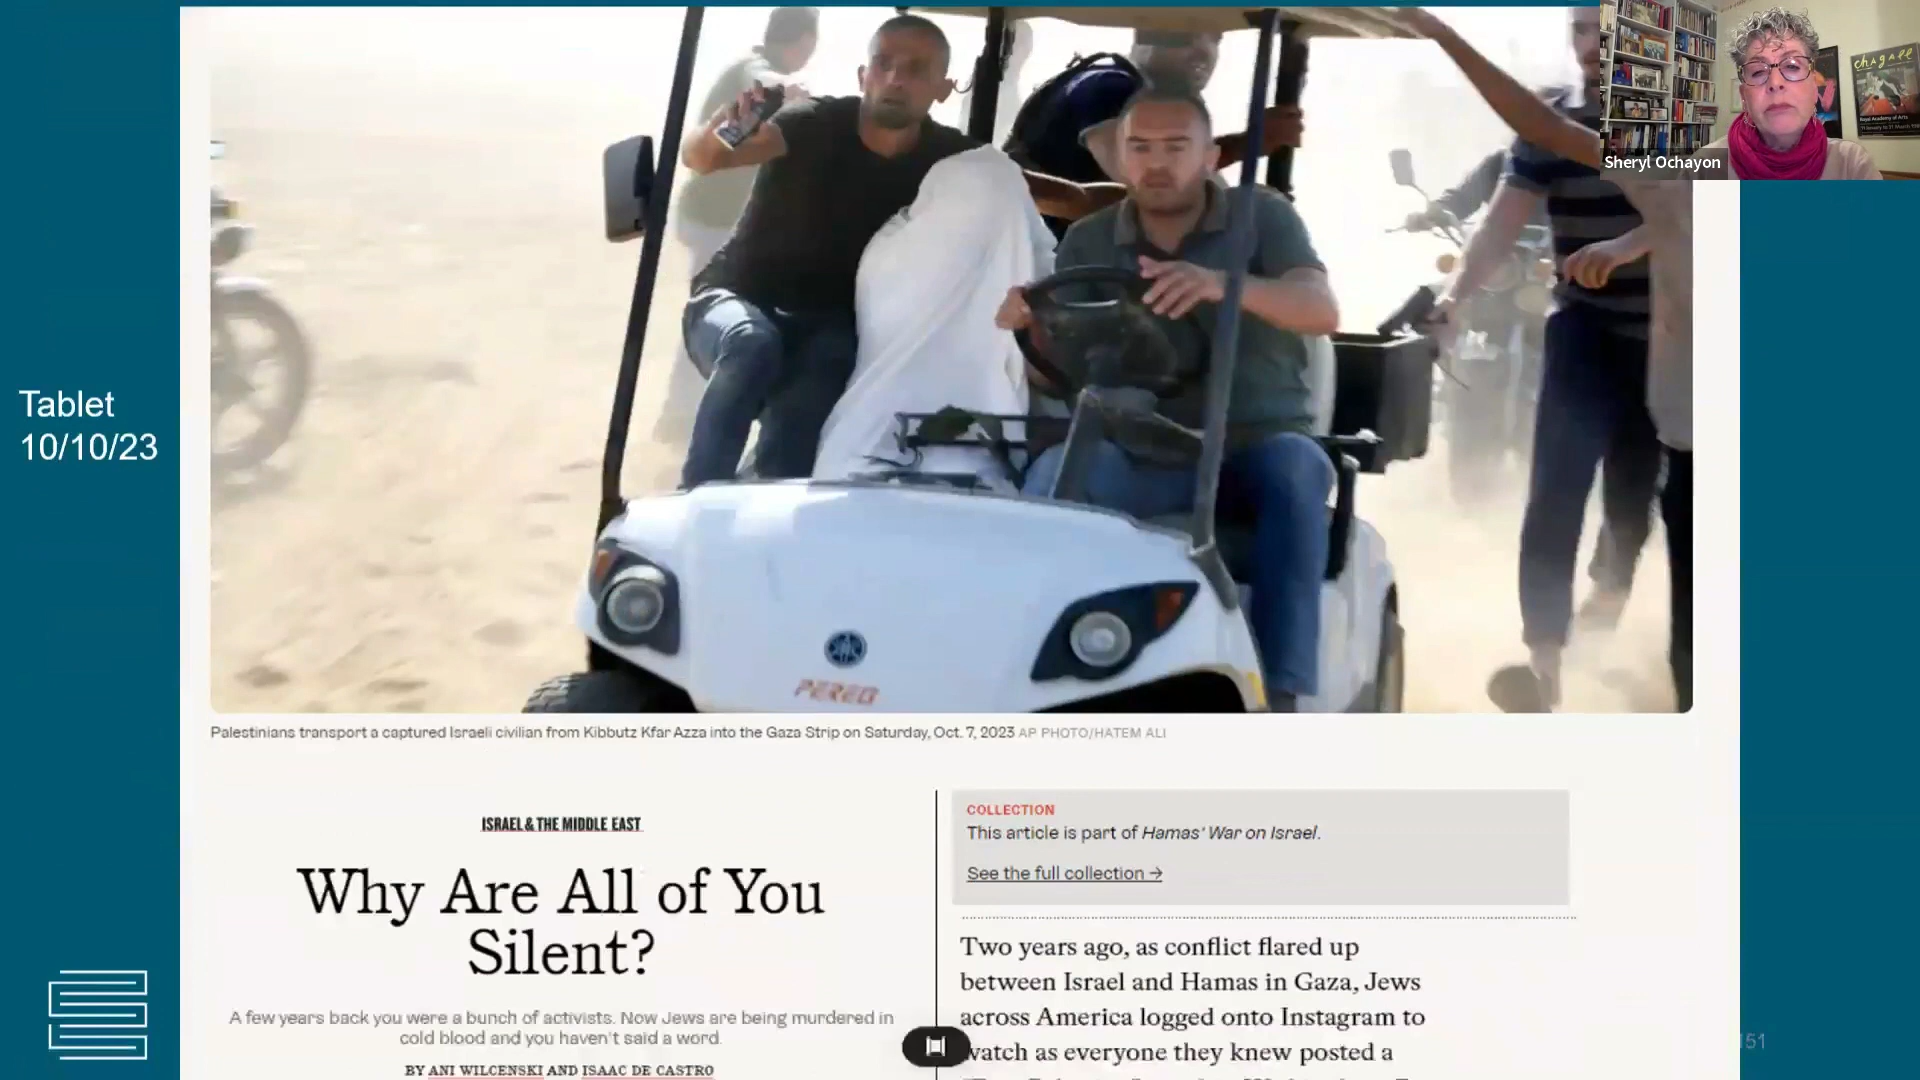 chagall
Royal Academy of Arts
Sheryl Ochayon
Tablet
10/10/23
PEREG
Palestinians transport a captured Israeli civilian from Kibbutz Kfar Azza into the Gaza Strip on Saturday, Oct. 7, 2023 AP PHOTO/HATEM ALI
ISRAEL & THE MIDDLE EAST
Why Are All of You
Silent?
A few years back you were a bunch of activists. Now Jews are being murdered in
cold blood and you haven't said a word.
BY ANI WILCENSKI AND ISAAC DE CASTRO
COLLECTION
This article is part of Hamas' War on Israel.
See the full collection →
Two years ago, as conflict flared up
between Israel and Hamas in Gaza, Jews
across America logged onto Instagram to
watch as everyone they knew posted a
151